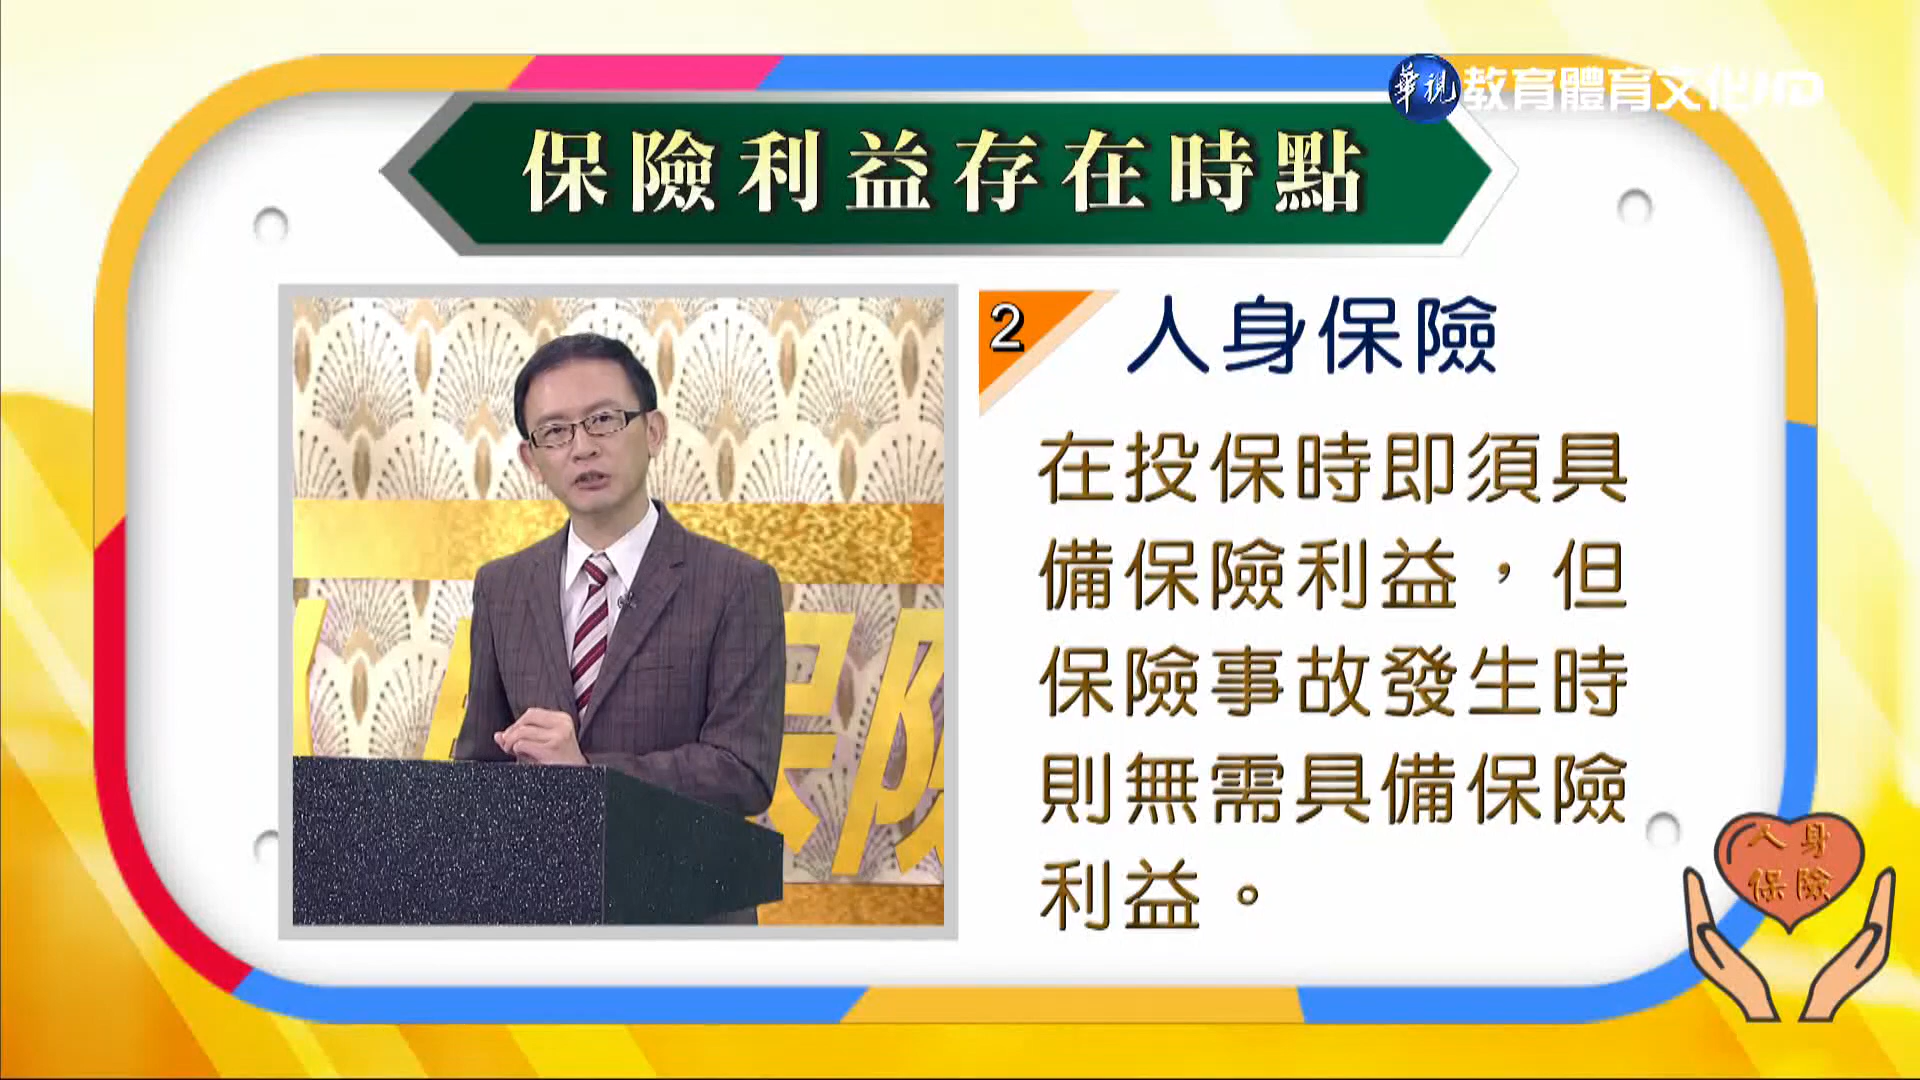 華視 教育體育文化HD
保險利益存在時點
2 人身保險
在投保時即須具
備保險利益，但
保險事故發生時
則無需具備保險
利益。
人身
保險